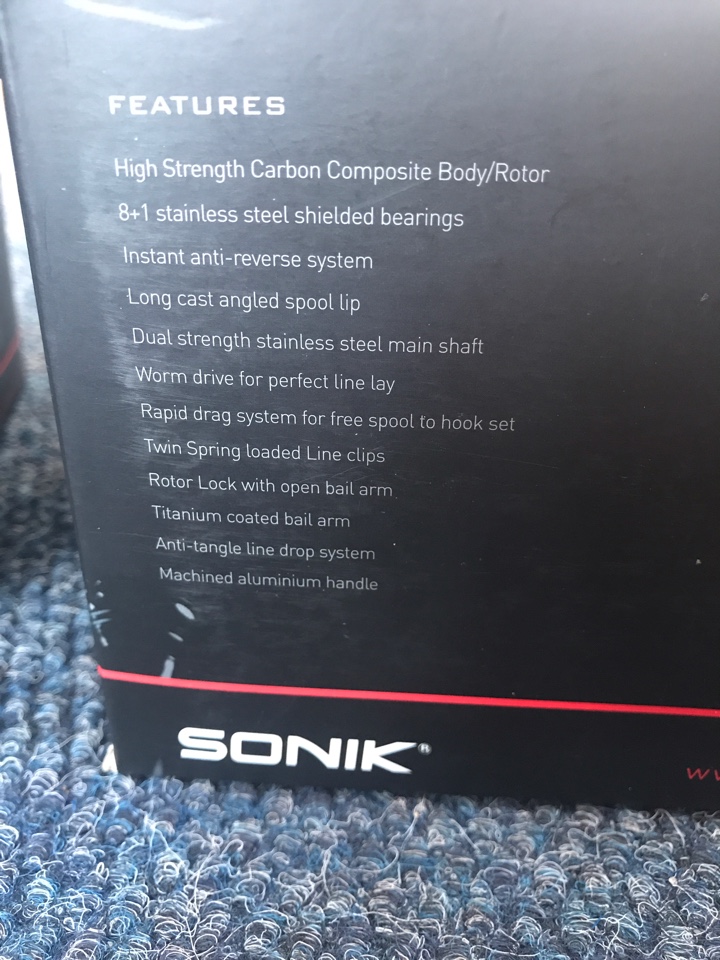 FEATURES
High Strength Carbon Composite Body/Rotor
8+1 stainless steel shielded bearings
Instant anti-reverse system
Long cast angled spool lip
Dual strength stainless steel main shaft
Worm drive for perfect line lay
Rapid drag system for free spool to hook set
Twin Spring loaded Line clips
Rotor Lock with open bail arm
Titanium coated bail arm
Anti-tangle line drop system
Machined aluminium handle
SONIK®